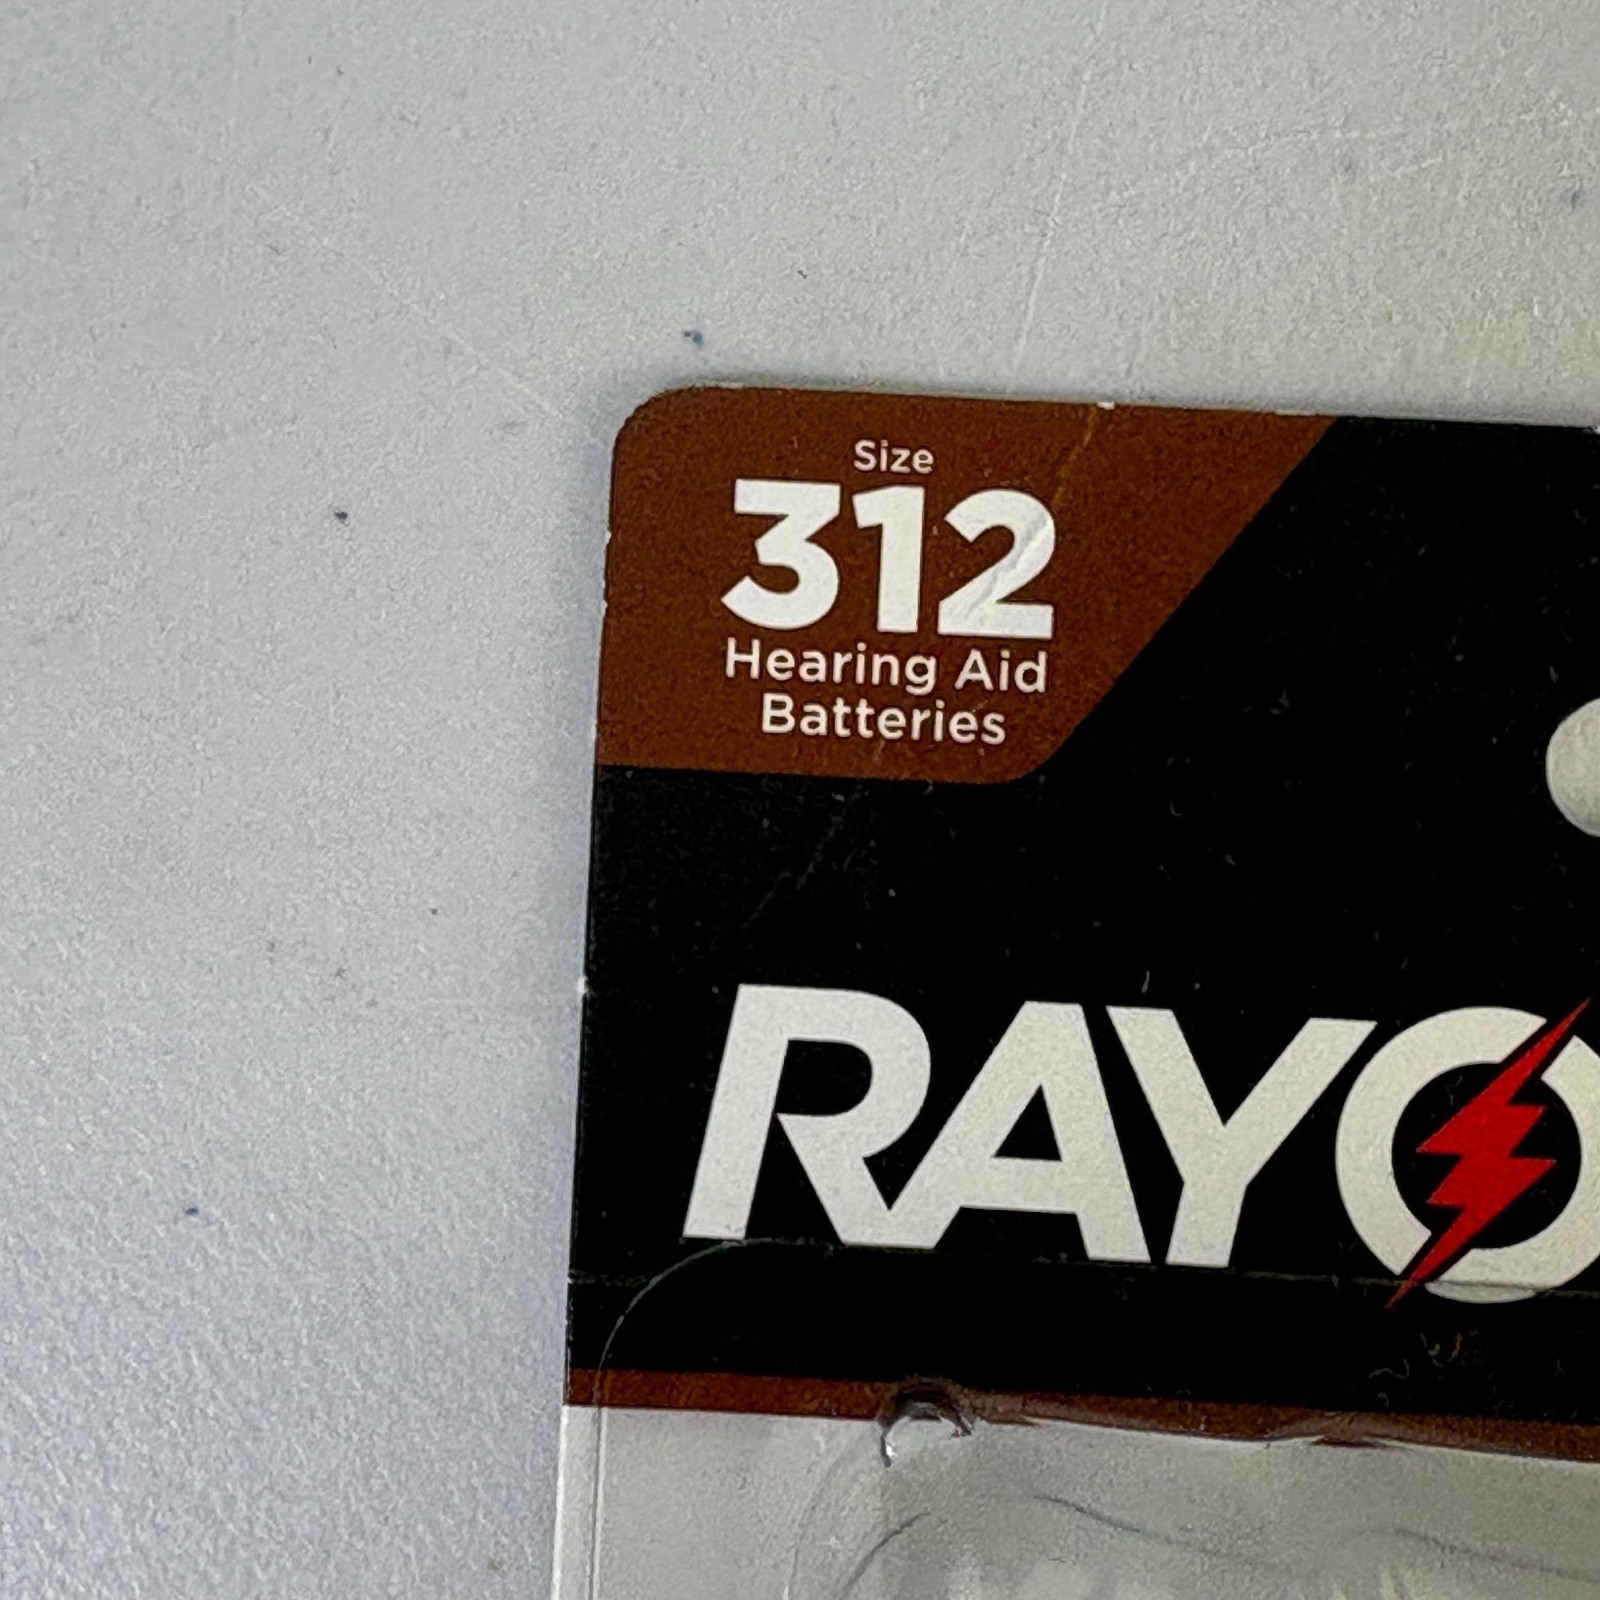 Size
312
Hearing Aid
Batteries
RAYO